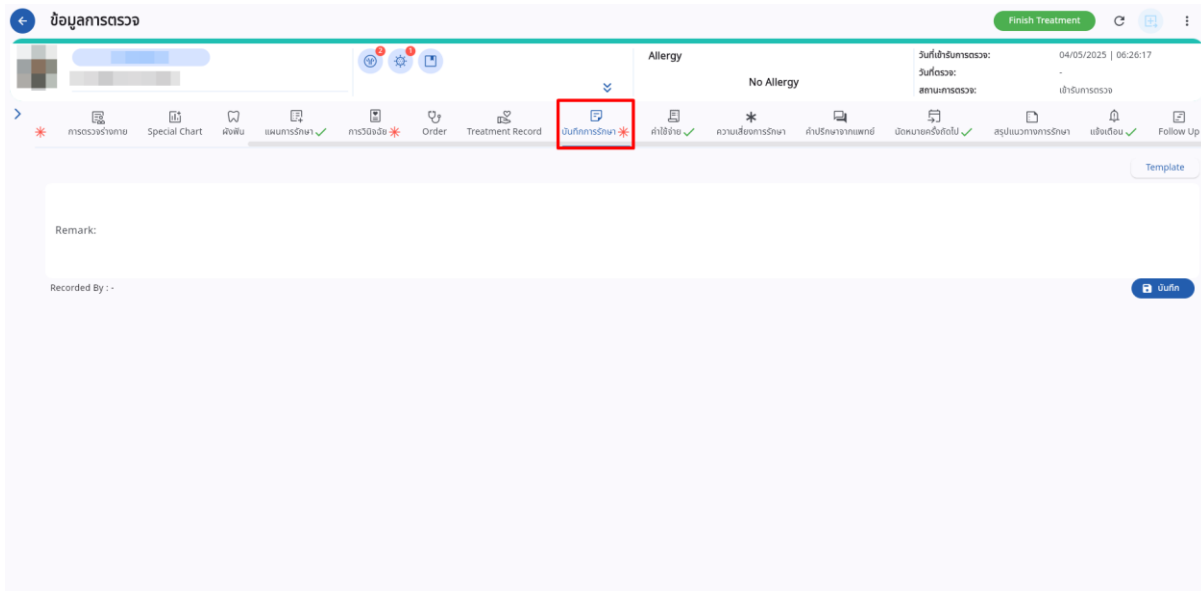 ข้อมูลการตรวจ
Finish Treatment
2
1
Allergy
No Allergy
วันที่เข้ารับการตรวจ: 04/05/2025 | 06:26:17
วันที่ตรวจ: -
สถานะการตรวจ: เข้ารับการตรวจ
การตรวจร่างกาย Special Chart ผังฟัน แผนการรักษา การวินิจฉัย Order Treatment Record บันทึกการรักษา ค่าใช้จ่าย ความเสี่ยงการรักษา คำปรึกษาจากแพทย์ นัดหมายครั้งถัดไป สรุปแนวทางการรักษา แจ้งเตือน Follow Up
Template
Remark:
Recorded By : -
บันทึก